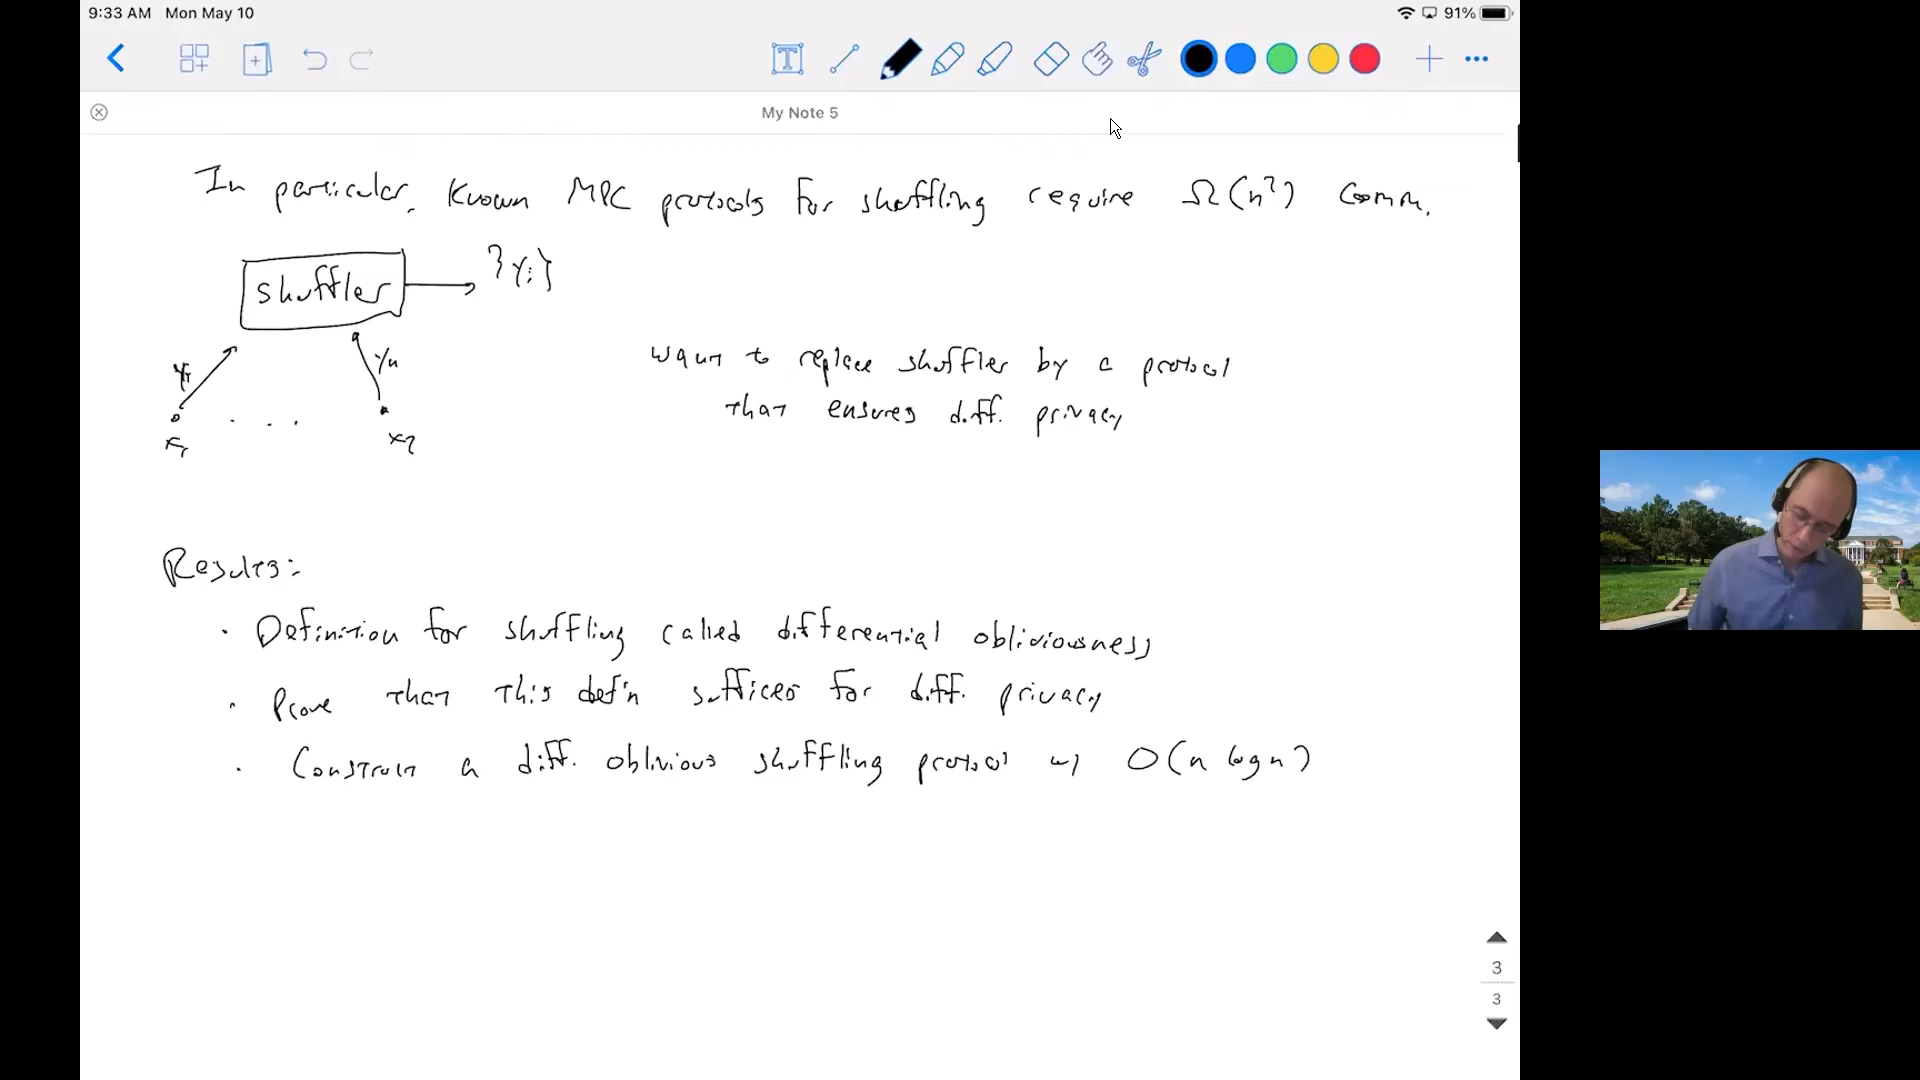 9:33 AM Mon May 10
91%
My Note 5
In particular, known MPC protocols for shuffling require Ω(n²) comm.
shuffler
{yi}
y1
yn
x1
. . .
want to replace shuffler by a protocol
that ensures diff. privacy
Results:
· Definition for shuffling called differential obliviousness
· Prove that this def'n suffices for diff. privacy
· Construct a diff. oblivious shuffling protocol w/ O(n log n)
3
3